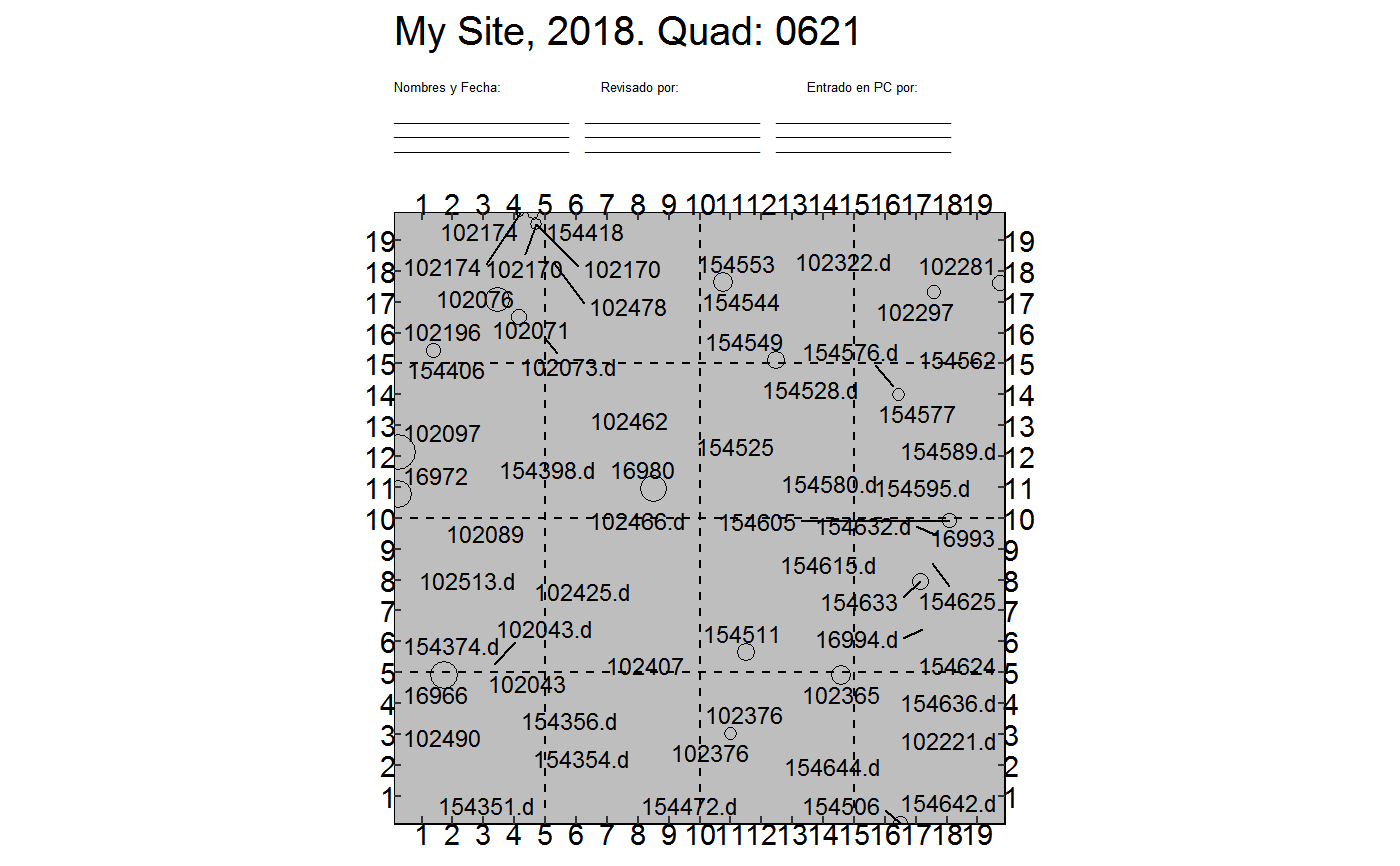 My Site, 2018. Quad: 0621
Nombres y Fecha: Revisado por: Entrado en PC por:
1 2 3 4 5 6 7 8 9 10 11 12 13 14 15 16 17 18 19
102174 154418
19 19
102322.d
154553 102281
18 102174 102170 102170 18
102076
17 154544 17
102478
102297
16 102196 102071 16
154549
154576.d
15 154562 15
154406 102073.d
14 154528.d 14
154577
102462
13 13
102097
12 154525 154589.d 12
154398.d 16980
16972
11 154580.d 154595.d 11
10 102466.d 154605 10
154632.d
102089 16993
9 9
154615.d
8 102513.d 8
102425.d
154633 154625
7 7
102043.d
154511
6 16994.d 6
154374.d
102407 154624
5 5
102043
16966 102365
4 154636.d 4
102376
154356.d
3 102490 102221.d 3
102376
154354.d
2 154644.d 2
1 154351.d 154472.d 154506 154642.d 1
1 2 3 4 5 6 7 8 9 10 11 12 13 14 15 16 17 18 19